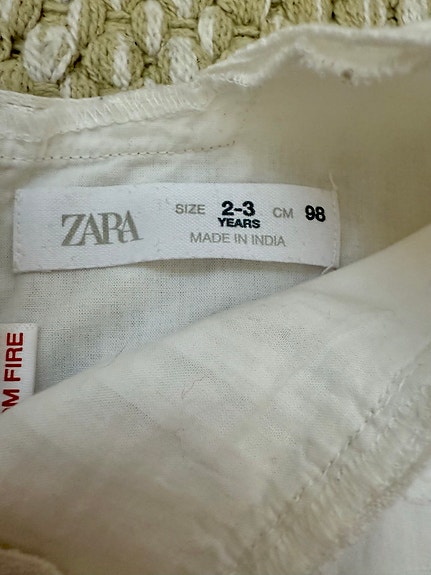 ZARA
SIZE 2-3 CM 98
YEARS
MADE IN INDIA
FIRE